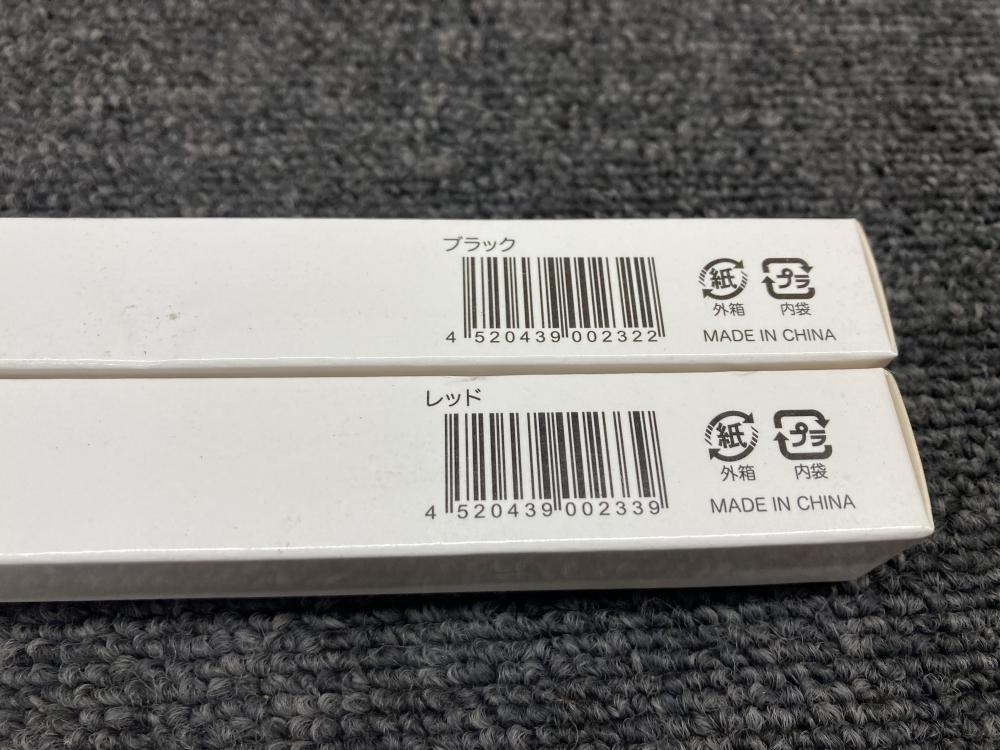 ブラック
4 520439 002322
紙 プラ
外箱 内袋
MADE IN CHINA
レッド
4 520439 002339
紙 プラ
外箱 内袋
MADE IN CHINA